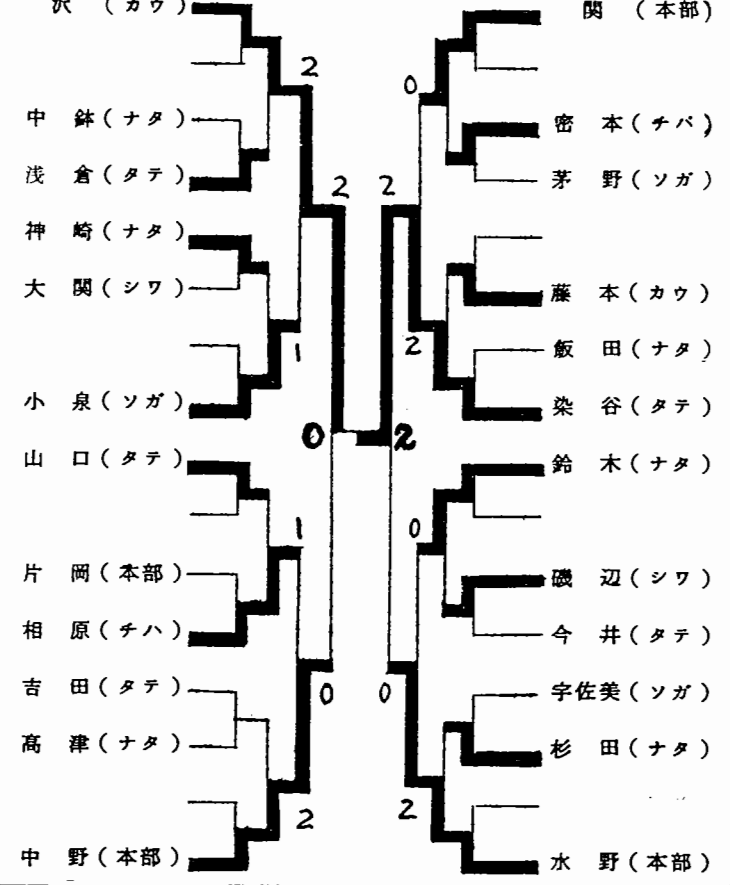 沢 (カウ)
2
中 鉢(ナタ)
浅 倉(タテ)
2
神 崎(ナタ)
大 関(シワ)
1
小 泉(ソガ)
0
山 口(タテ)
1
片 岡(本部)
相 原(チハ)
吉 田(タテ)
0
髙 津(ナタ)
2
中 野(本部)
関 (本部)
0
密 本(チバ)
茅 野(ソガ)
2
藤 本(カウ)
2
飯 田(ナタ)
染 谷(タテ)
2
鈴 木(ナタ)
0
磯 辺(シワ)
今 井(タテ)
宇佐美(ソガ)
0
杉 田(ナタ)
2
水 野(本部)